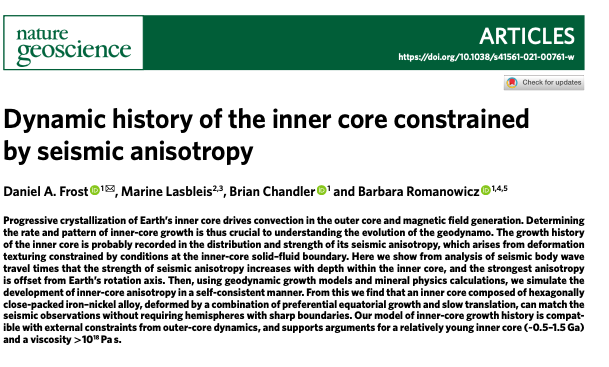 nature
geoscience
ARTICLES
https://doi.org/10.1038/s41561-021-00761-w
Check for updates
Dynamic history of the inner core constrained
by seismic anisotropy
Daniel A. Frost 1✉, Marine Lasbleis2,3, Brian Chandler 1 and Barbara Romanowicz 1,4,5
Progressive crystallization of Earth's inner core drives convection in the outer core and magnetic field generation. Determining
the rate and pattern of inner-core growth is thus crucial to understanding the evolution of the geodynamo. The growth history
of the inner core is probably recorded in the distribution and strength of its seismic anisotropy, which arises from deformation
texturing constrained by conditions at the inner-core solid–fluid boundary. Here we show from analysis of seismic body wave
travel times that the strength of seismic anisotropy increases with depth within the inner core, and the strongest anisotropy
is offset from Earth's rotation axis. Then, using geodynamic growth models and mineral physics calculations, we simulate the
development of inner-core anisotropy in a self-consistent manner. From this we find that an inner core composed of hexagonally
close-packed iron–nickel alloy, deformed by a combination of preferential equatorial growth and slow translation, can match the
seismic observations without requiring hemispheres with sharp boundaries. Our model of inner-core growth history is compat-
ible with external constraints from outer-core dynamics, and supports arguments for a relatively young inner core (~0.5–1.5 Ga)
and a viscosity >10¹⁸ Pa s.